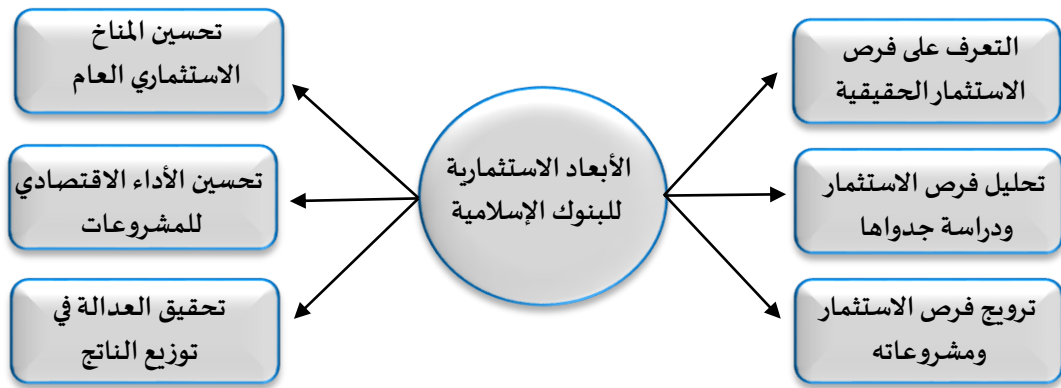 التعرف على فرص
الاستثمار الحقيقية
تحليل فرص الاستثمار
ودراسة جدواها
ترويج فرص الاستثمار
ومشروعاته
الأبعاد الاستثمارية
للبنوك الإسلامية
تحسين المناخ
الاستثماري العام
تحسين الأداء الاقتصادي
للمشروعات
تحقيق العدالة في
توزيع الناتج